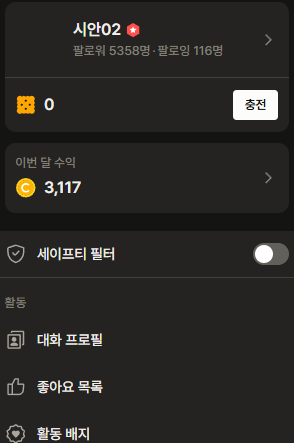 시안02
팔로워 5358명 · 팔로잉 116명
0
충전
이번 달 수익
3,117
세이프티 필터
활동
대화 프로필
좋아요 목록
활동 배지